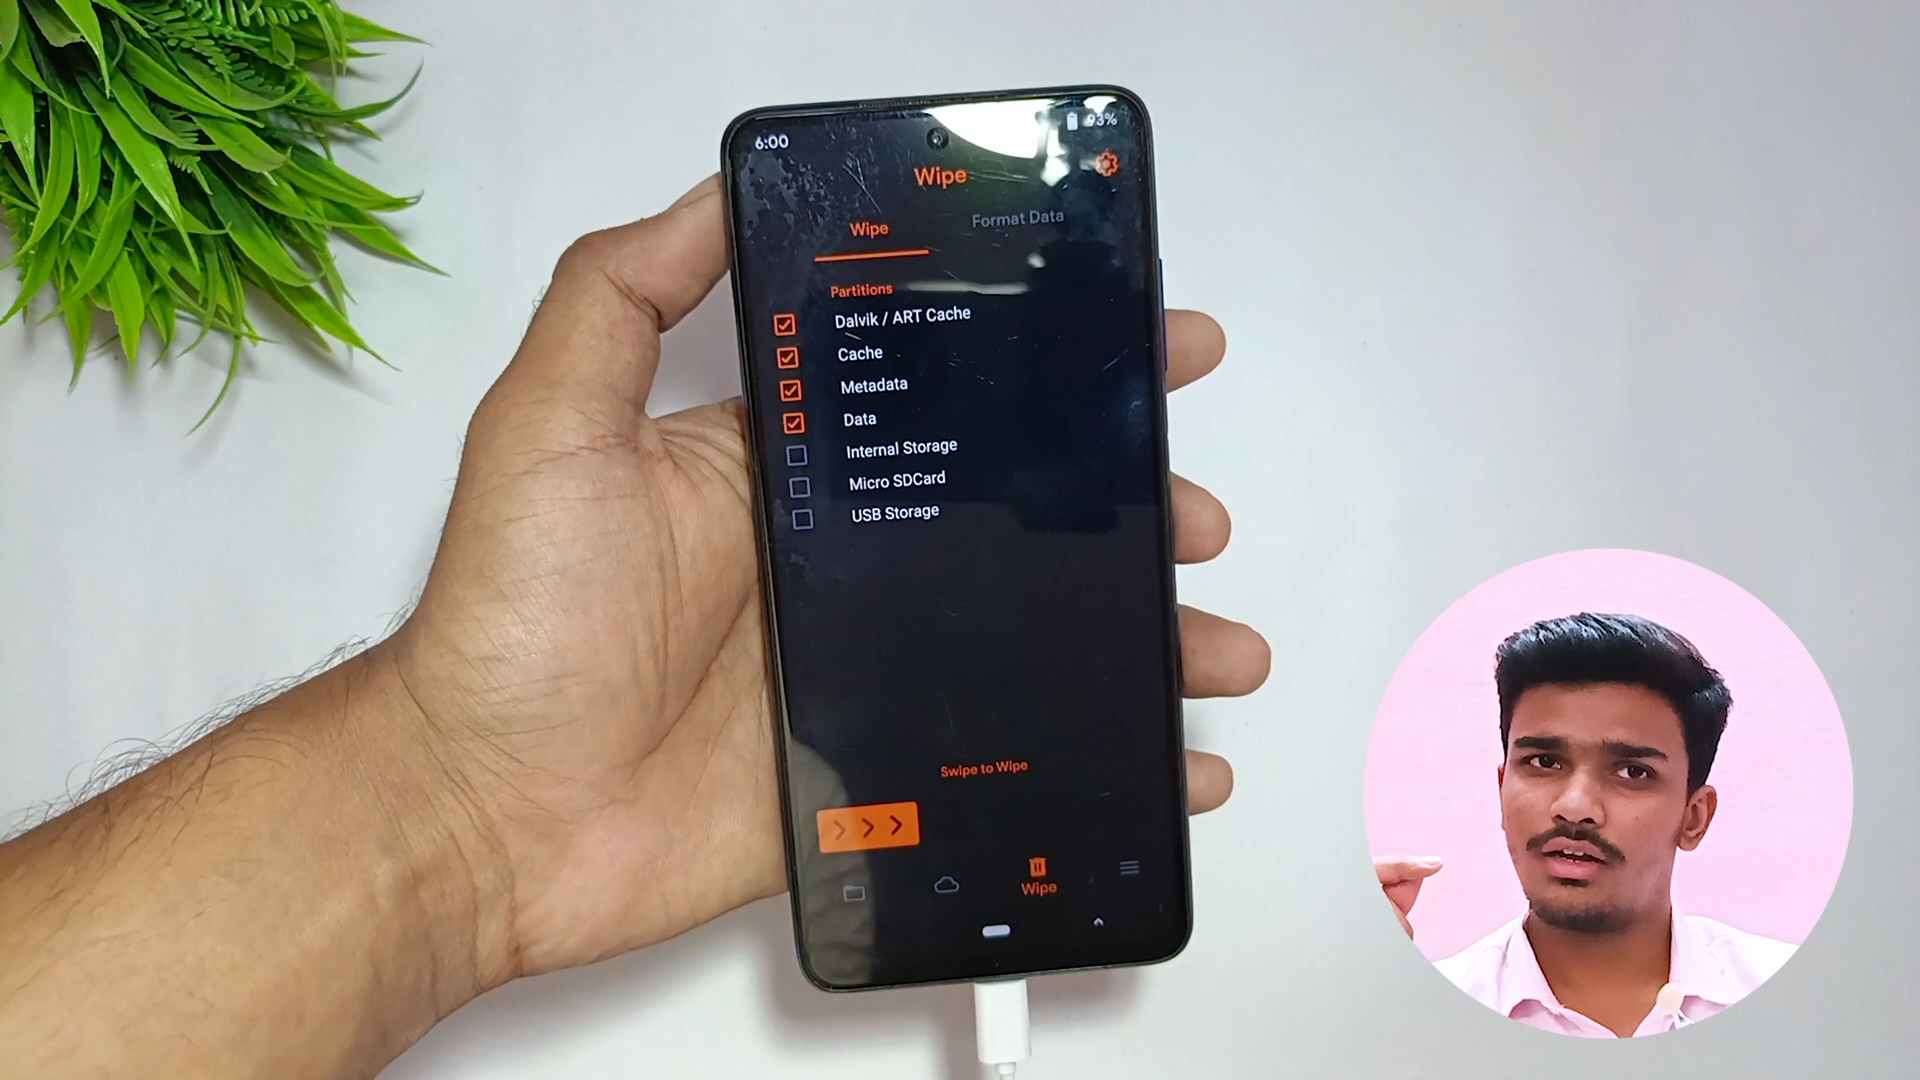 6:00
93%
Wipe
Wipe
Format Data
Partitions
Dalvik / ART Cache
Cache
Metadata
Data
Internal Storage
Micro SDCard
USB Storage
Swipe to Wipe
Wipe